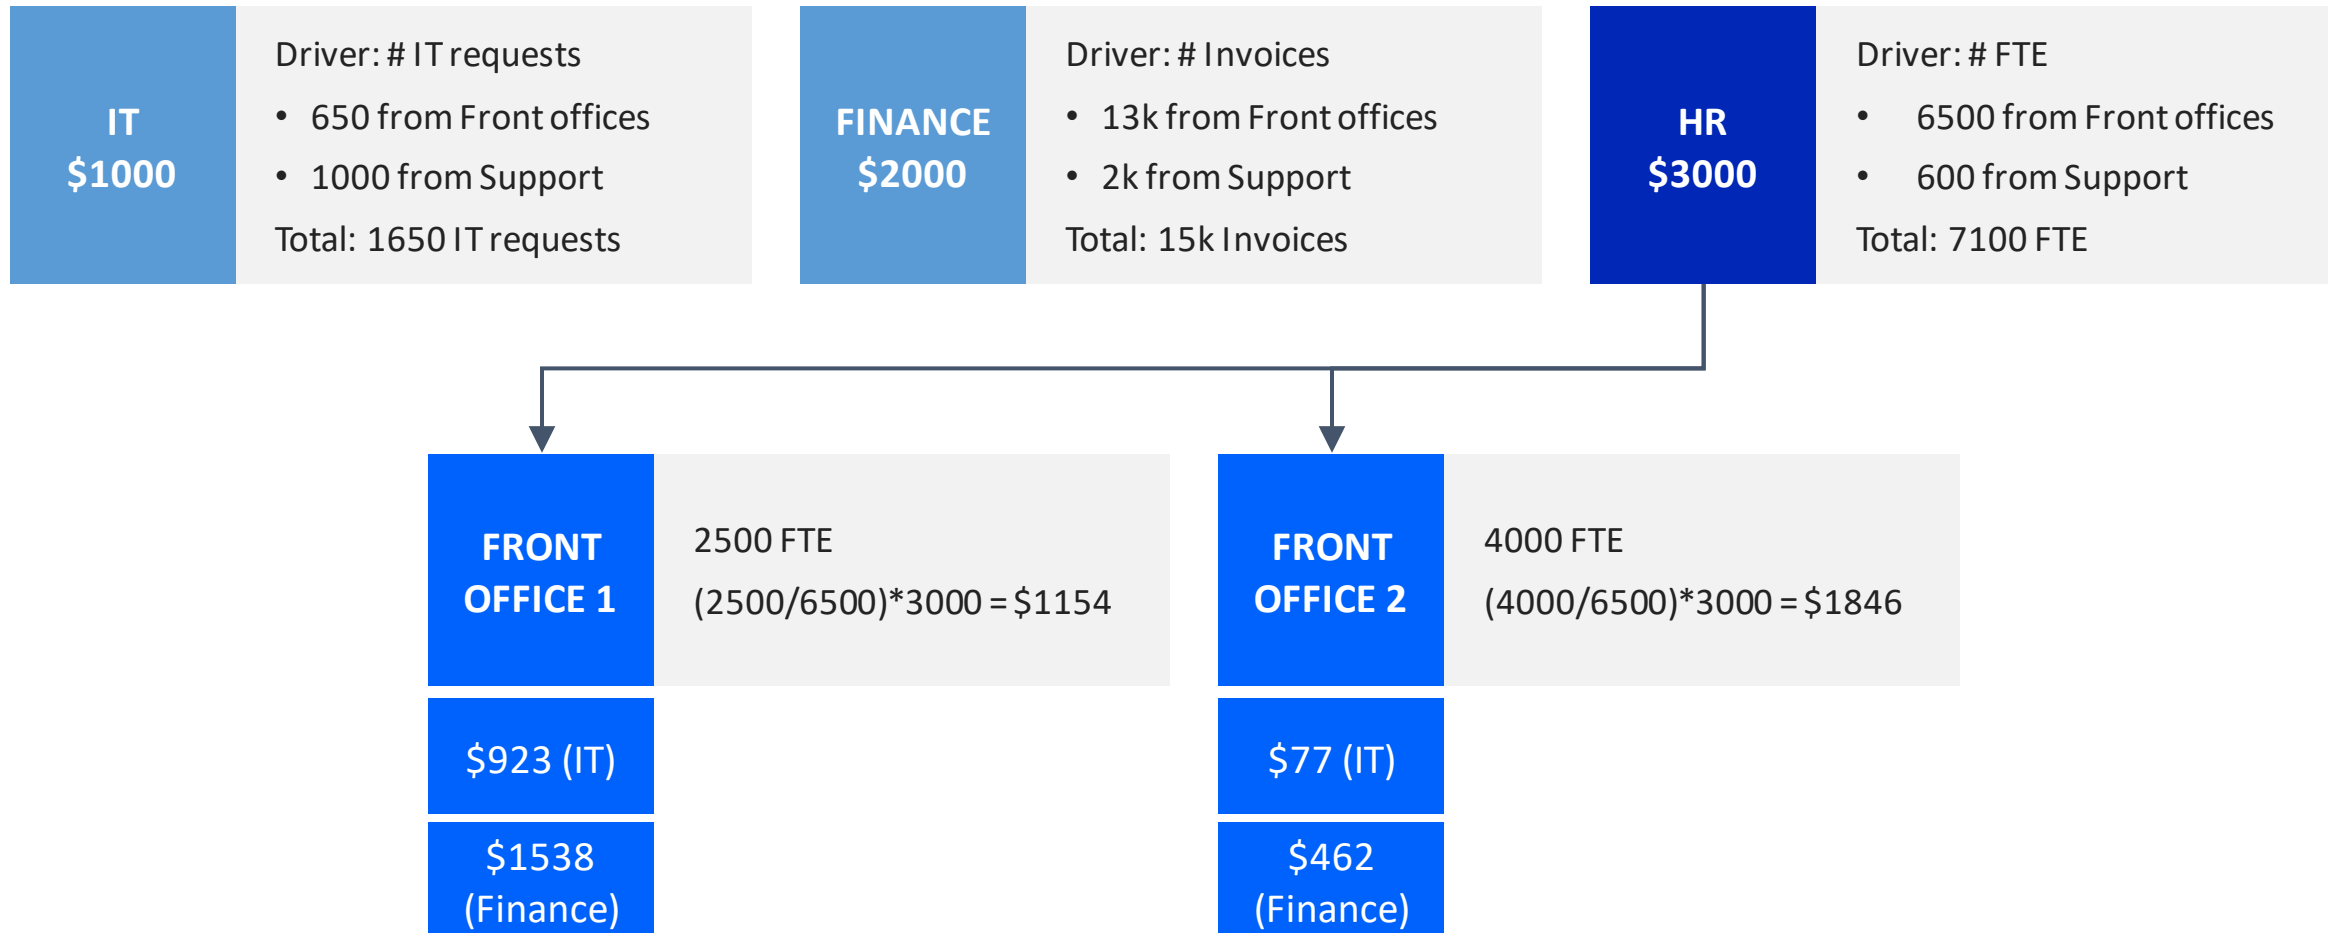 IT
$1000
Driver: # IT requests
• 650 from Front offices
• 1000 from Support
Total: 1650 IT requests
FINANCE
$2000
Driver: # Invoices
• 13k from Front offices
• 2k from Support
Total: 15k Invoices
HR
$3000
Driver: # FTE
• 6500 from Front offices
• 600 from Support
Total: 7100 FTE
FRONT
OFFICE 1
2500 FTE
(2500/6500)*3000 = $1154
$923 (IT)
$1538
(Finance)
FRONT
OFFICE 2
4000 FTE
(4000/6500)*3000 = $1846
$77 (IT)
$462
(Finance)